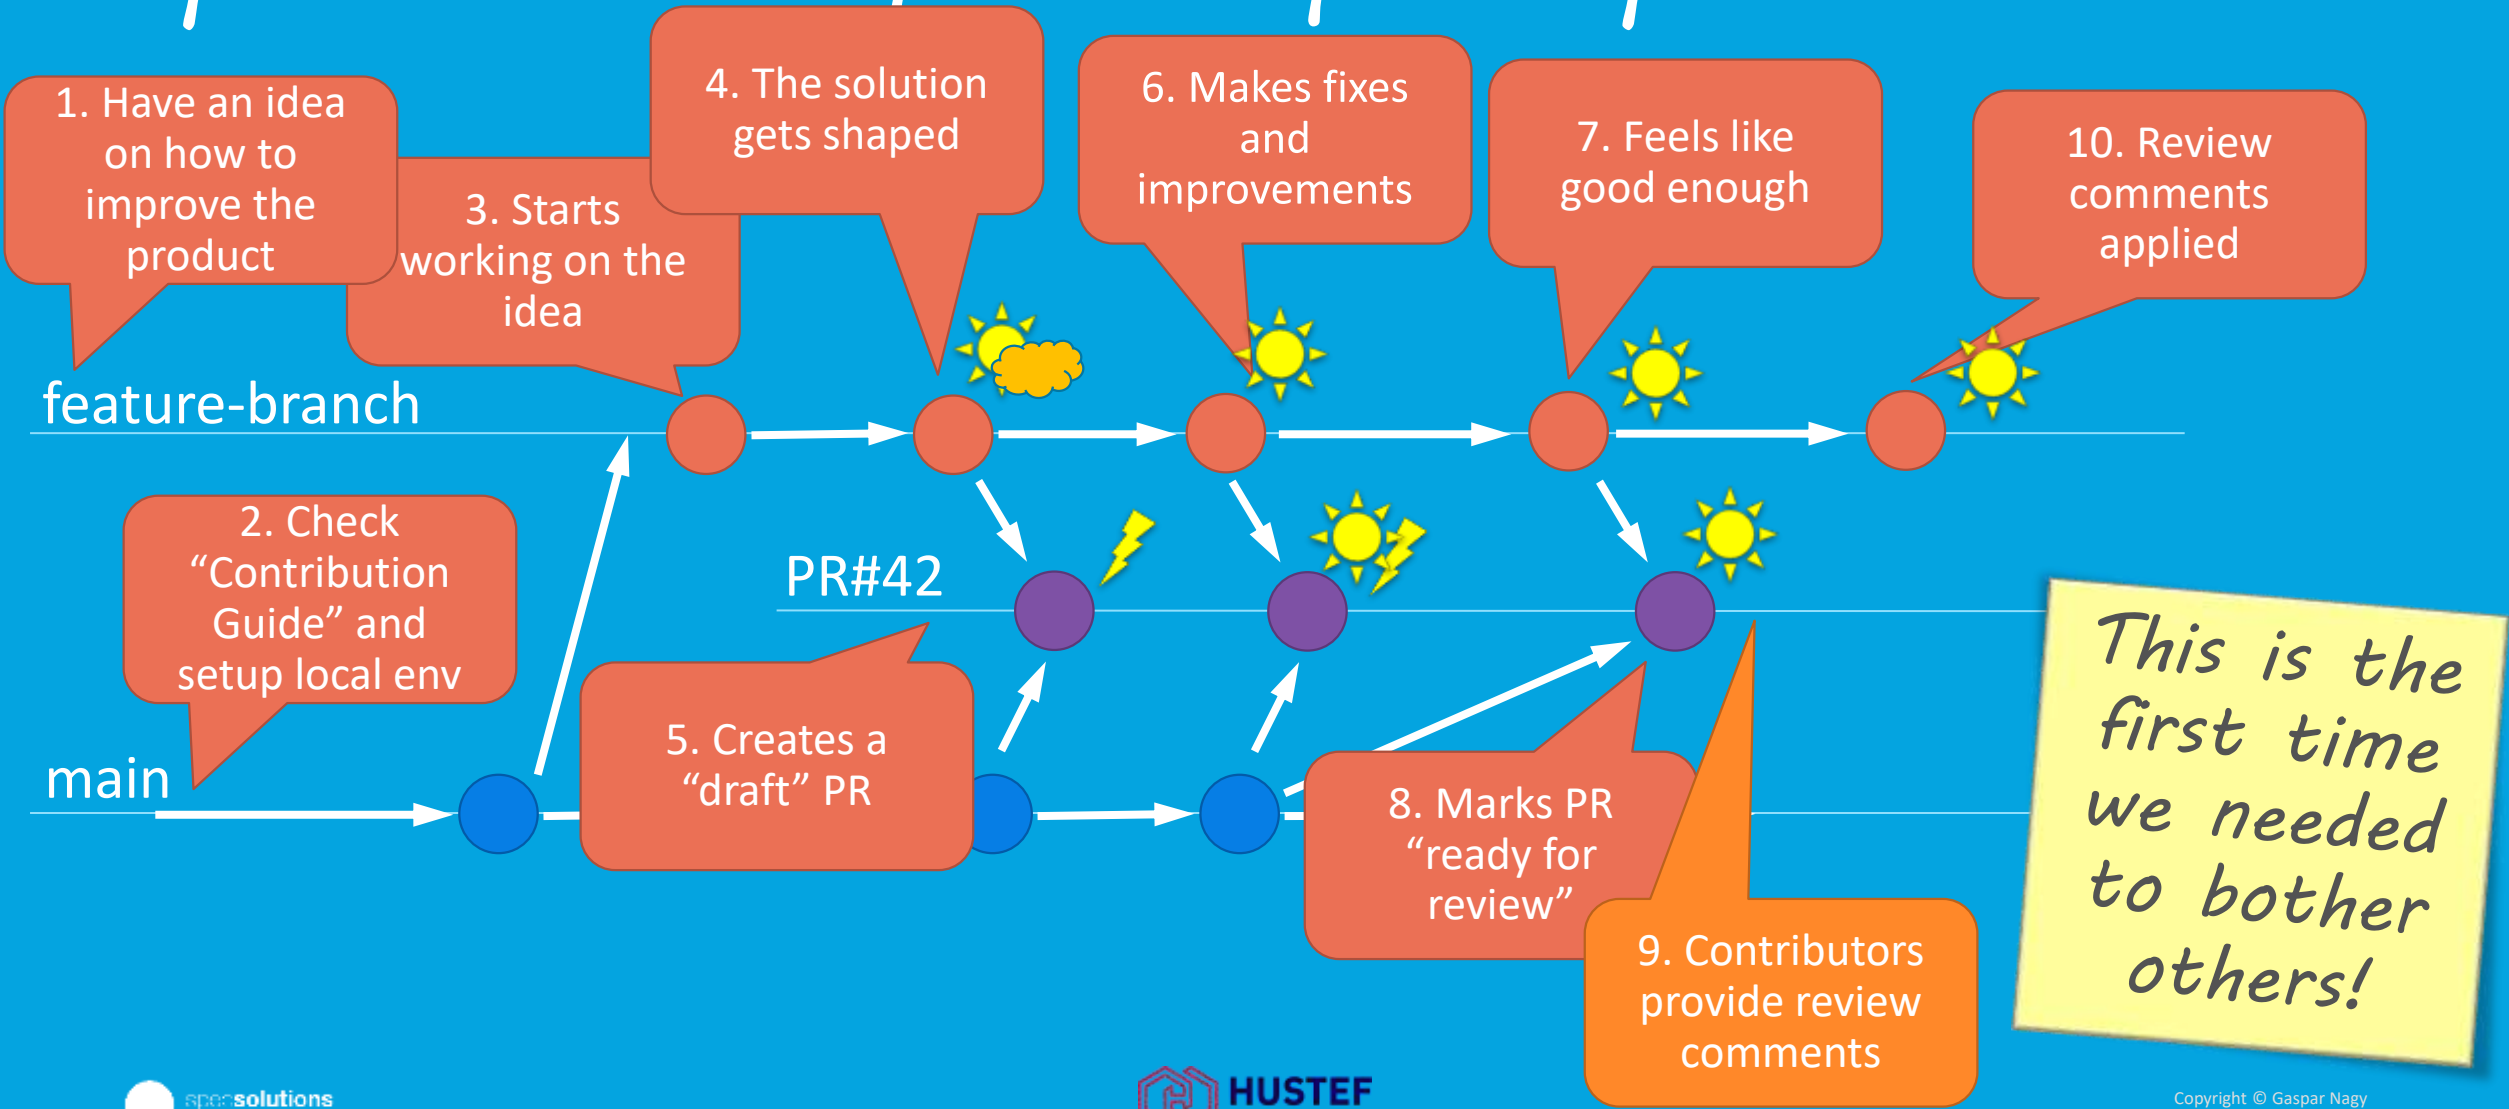 1. Have an idea
on how to
improve the
product
3. Starts
working on the
idea
4. The solution
gets shaped
6. Makes fixes
and
improvements
7. Feels like
good enough
10. Review
comments
applied
feature-branch
2. Check
“Contribution
Guide” and
setup local env
PR#42
main
5. Creates a
“draft” PR
8. Marks PR
“ready for
review”
9. Contributors
provide review
comments
This is the
first time
we needed
to bother
others!
specsolutions
HUSTEF
Copyright © Gaspar Nagy